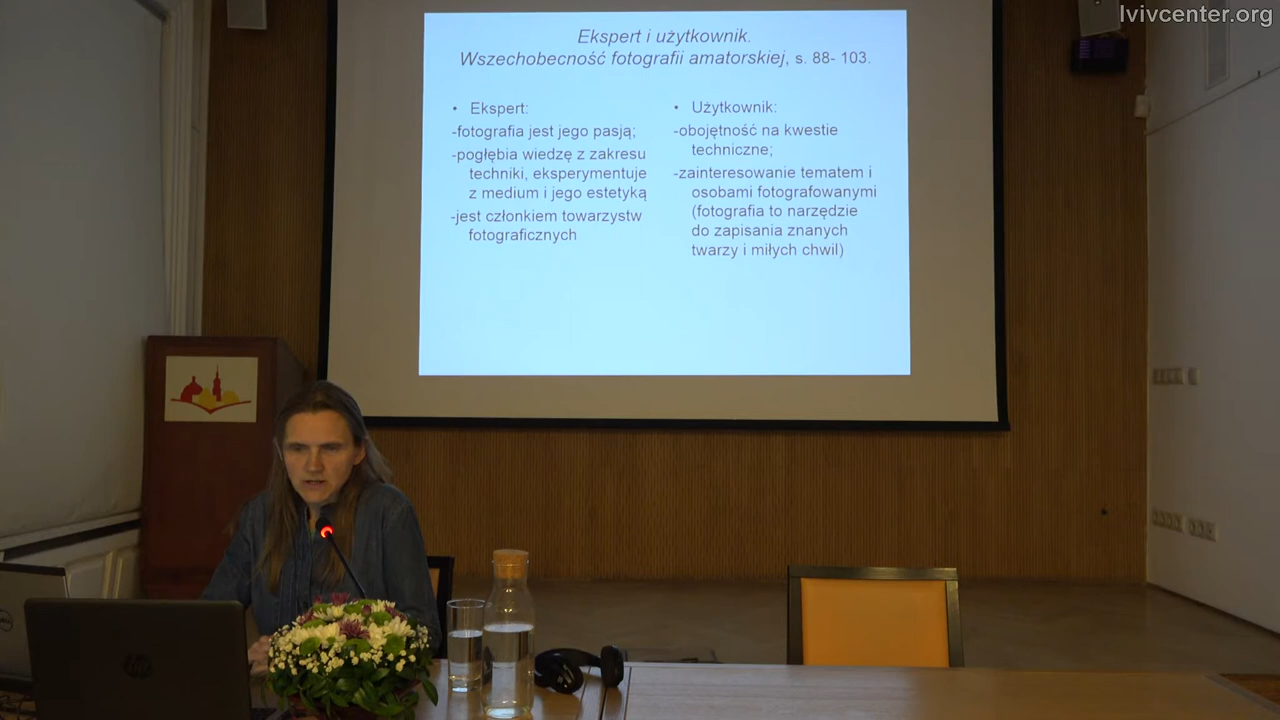 lvivcenter.org
Ekspert i użytkownik.
Wszechobecność fotografii amatorskiej, s. 88- 103.
• Ekspert:
-fotografia jest jego pasją;
-pogłębia wiedzę z zakresu
techniki, eksperymentuje
z medium i jego estetyką
-jest członkiem towarzystw
fotograficznych
• Użytkownik:
-obojętność na kwestie
techniczne;
-zainteresowanie tematem i
osobami fotografowanymi
(fotografia to narzędzie
do zapisania znanych
twarzy i miłych chwil)
hp